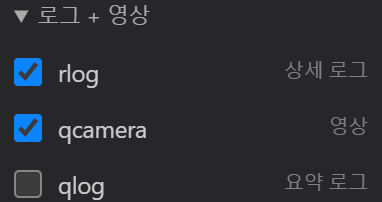 ▼ 로그 + 영상
rlog 상세 로그
qcamera 영상
qlog 요약 로그